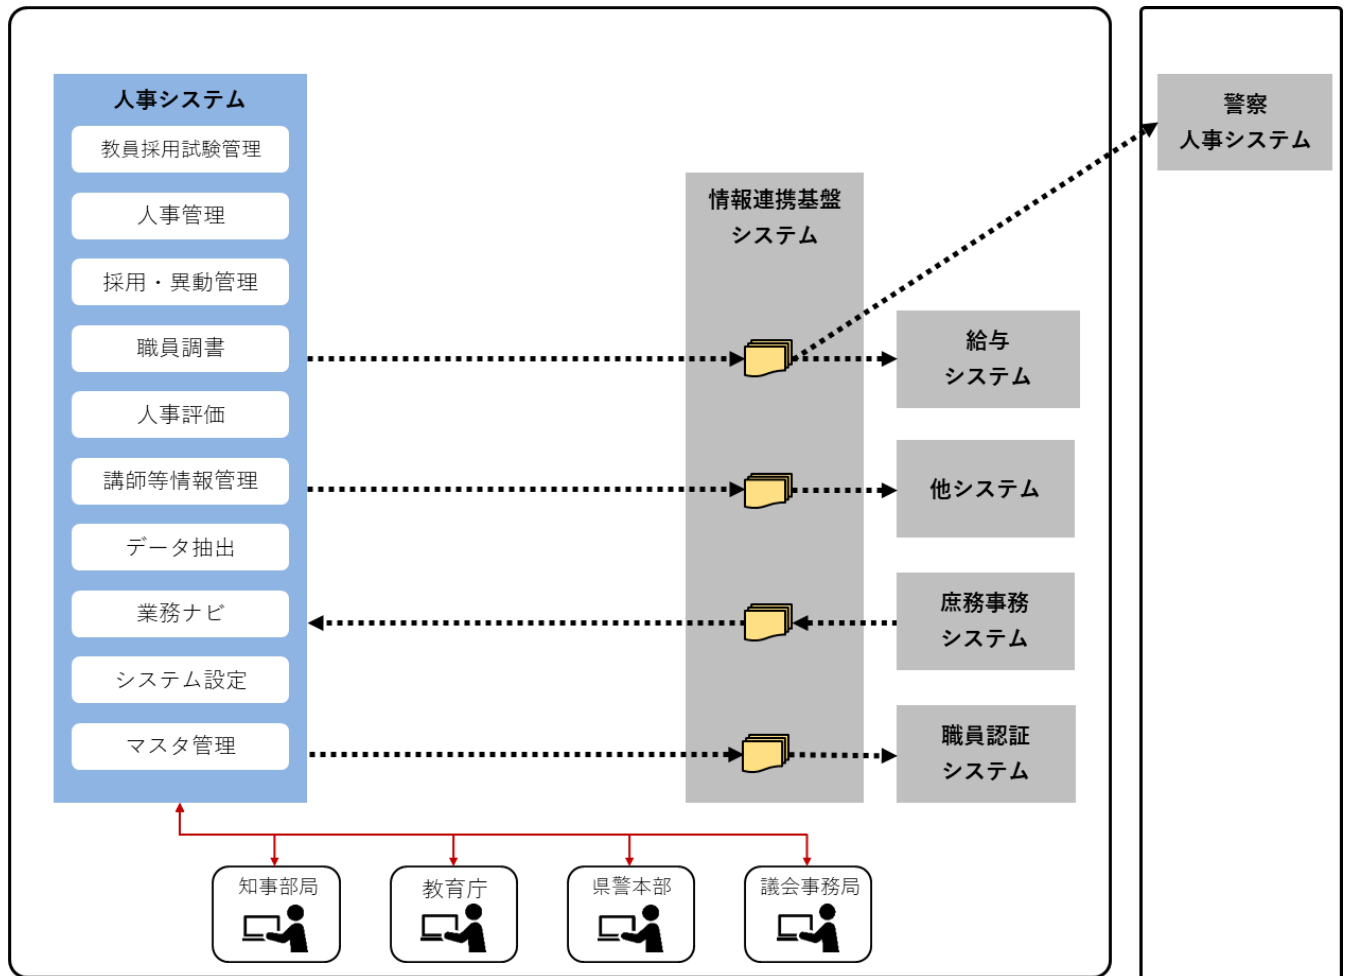 人事システム
教員採用試験管理
人事管理
採用・異動管理
職員調書
人事評価
講師等情報管理
データ抽出
業務ナビ
システム設定
マスタ管理
情報連携基盤
システム
給与
システム
他システム
庶務事務
システム
職員認証
システム
警察
人事システム
知事部局
教育庁
県警本部
議会事務局